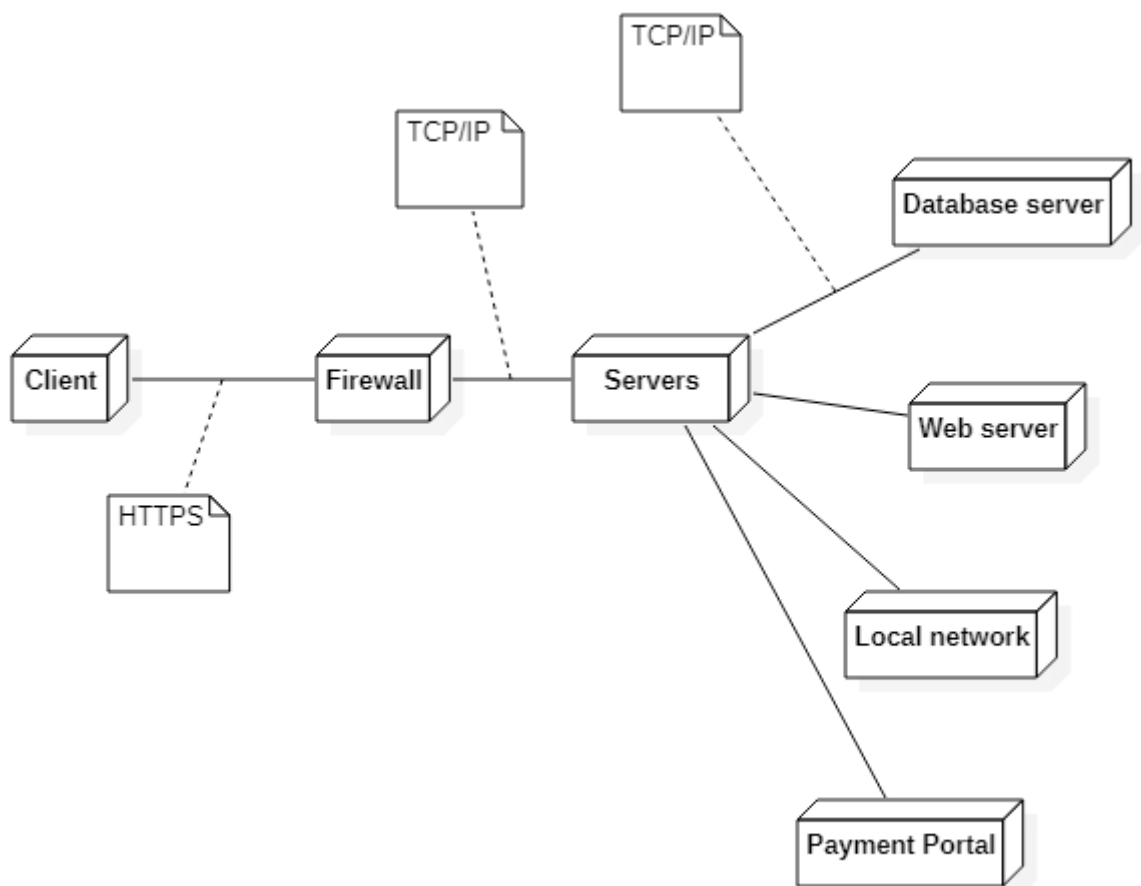 TCP/IP
TCP/IP
Database server
Client
Firewall
Servers
Web server
HTTPS
Local network
Payment Portal